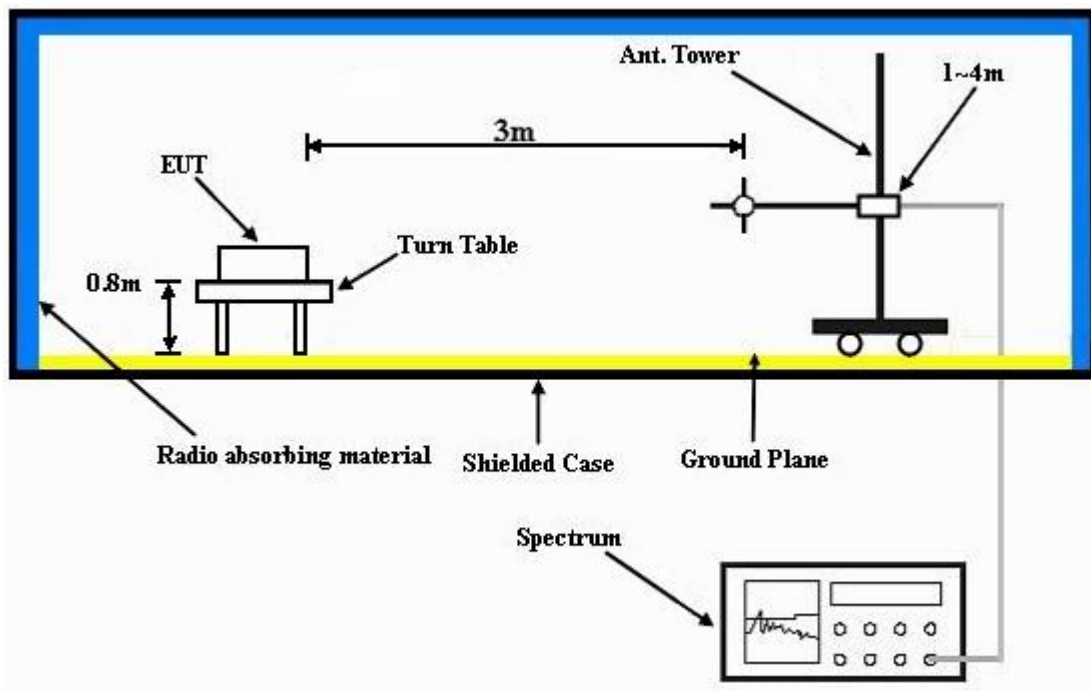 Ant. Tower
1~4m
3m
EUT
Turn Table
0.8m
Radio absorbing material
Shielded Case
Ground Plane
Spectrum